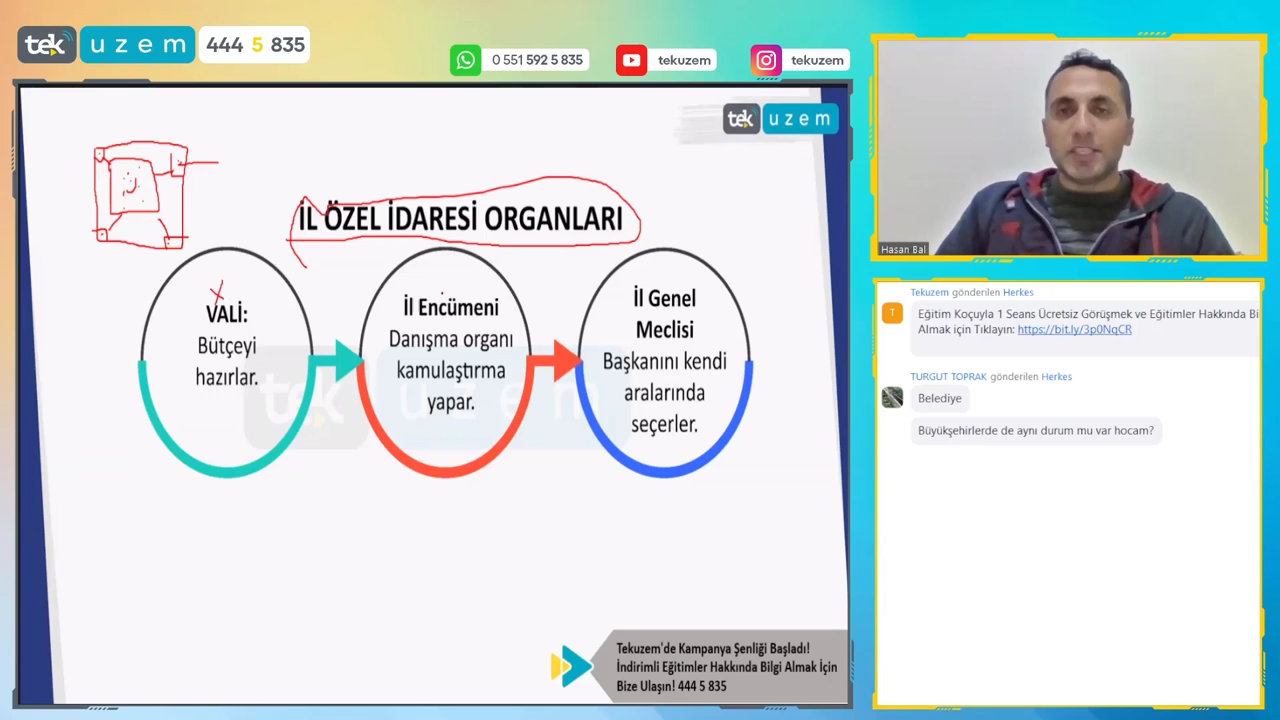 tek
uzem
444 5 835
0 551 592 5 835
tekuzem
tekuzem
tek
uzem
İL ÖZEL İDARESİ ORGANLARI
VALİ:
Bütçeyi
hazırlar.
İl Encümeni
Danışma organı
kamulaştırma
yapar.
İl Genel
Meclisi
Başkanını kendi
aralarında
seçerler.
tek uzem
Tekuzem'de Kampanya Şenliği Başladı!
İndirimli Eğitimler Hakkında Bilgi Almak İçin
Bize Ulaşın! 444 5 835
Hasan Bal
Tekuzem gönderilen Herkes
T
Eğitim Koçuyla 1 Seans Ücretsiz Görüşmek ve Eğitimler Hakkında Bi
Almak için Tıklayın: https://bit.ly/3p0NqCR
TURGUT TOPRAK gönderilen Herkes
Belediye
Büyükşehirlerde de aynı durum mu var hocam?